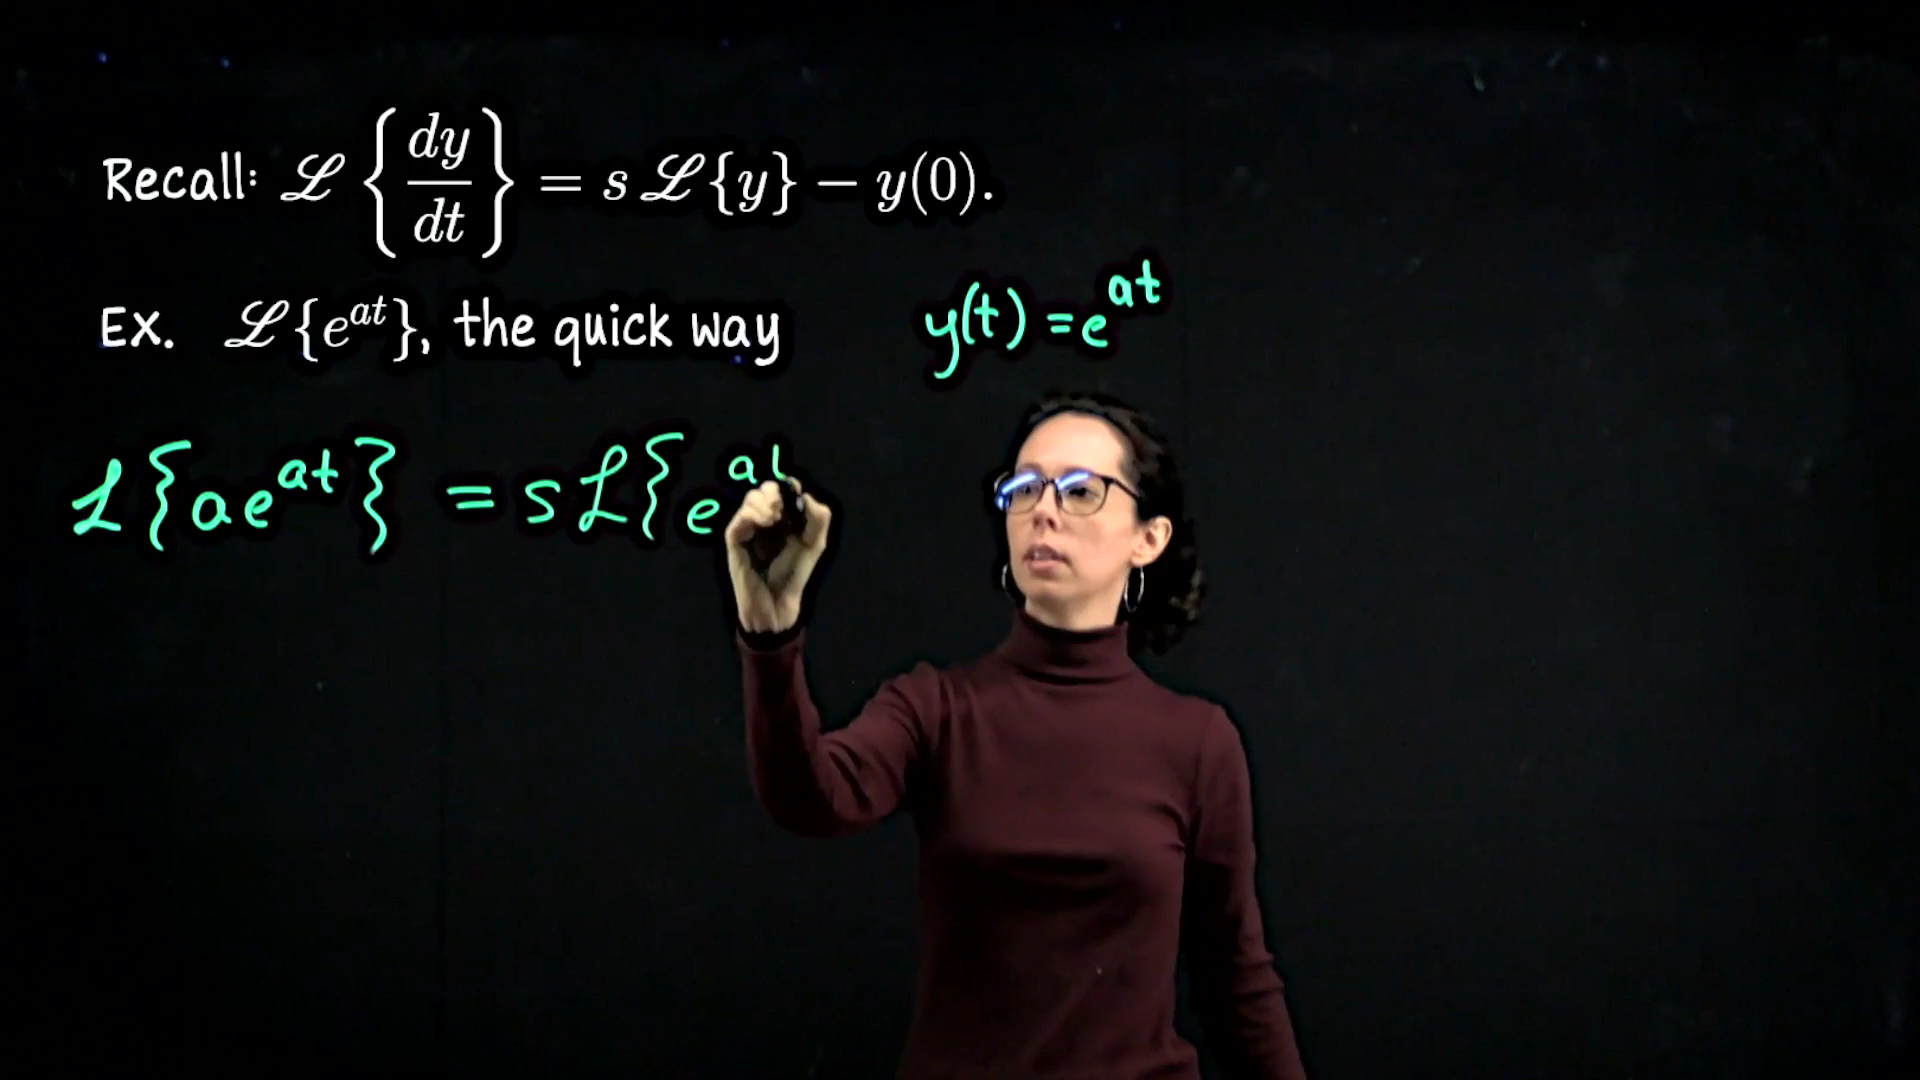 Recall: ℒ{dy/dt} = s ℒ{y} − y(0).
Ex. ℒ{e^{at}}, the quick way
y(t) = e^{at}
ℒ{ae^{at}} = sℒ{e^{a